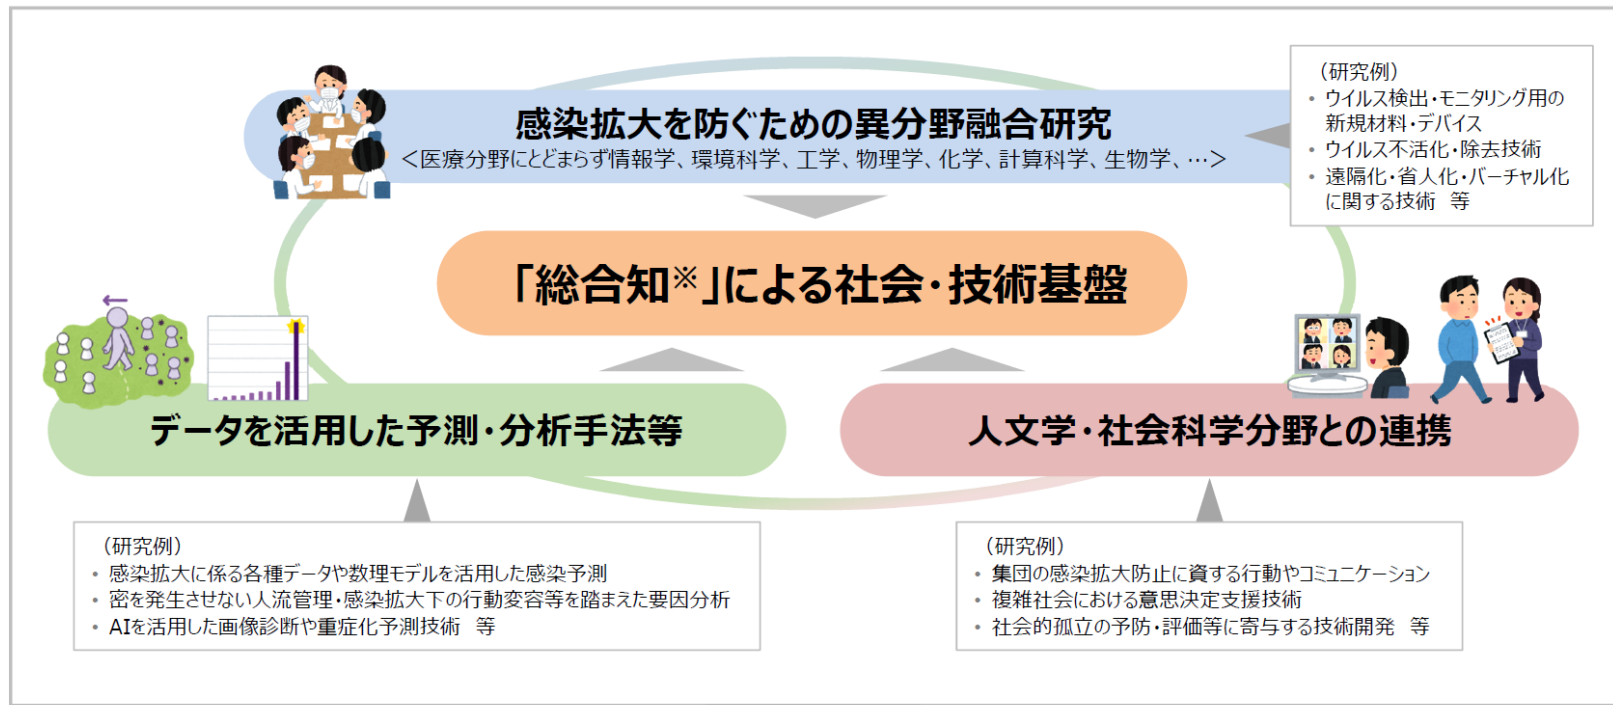 感染拡大を防ぐための異分野融合研究
＜医療分野にとどまらず情報学、環境科学、工学、物理学、化学、計算科学、生物学、…＞
（研究例）
• ウイルス検出・モニタリング用の
新規材料・デバイス
• ウイルス不活化・除去技術
• 遠隔化・省人化・バーチャル化
に関する技術　等
「総合知※」による社会・技術基盤
データを活用した予測・分析手法等
人文学・社会科学分野との連携
（研究例）
• 感染拡大に係る各種データや数理モデルを活用した感染予測
• 密を発生させない人流管理・感染拡大下の行動変容等を踏まえた要因分析
• AIを活用した画像診断や重症化予測技術　等
（研究例）
• 集団の感染拡大防止に資する行動やコミュニケーション
• 複雑社会における意思決定支援技術
• 社会的孤立の予防・評価等に寄与する技術開発　等